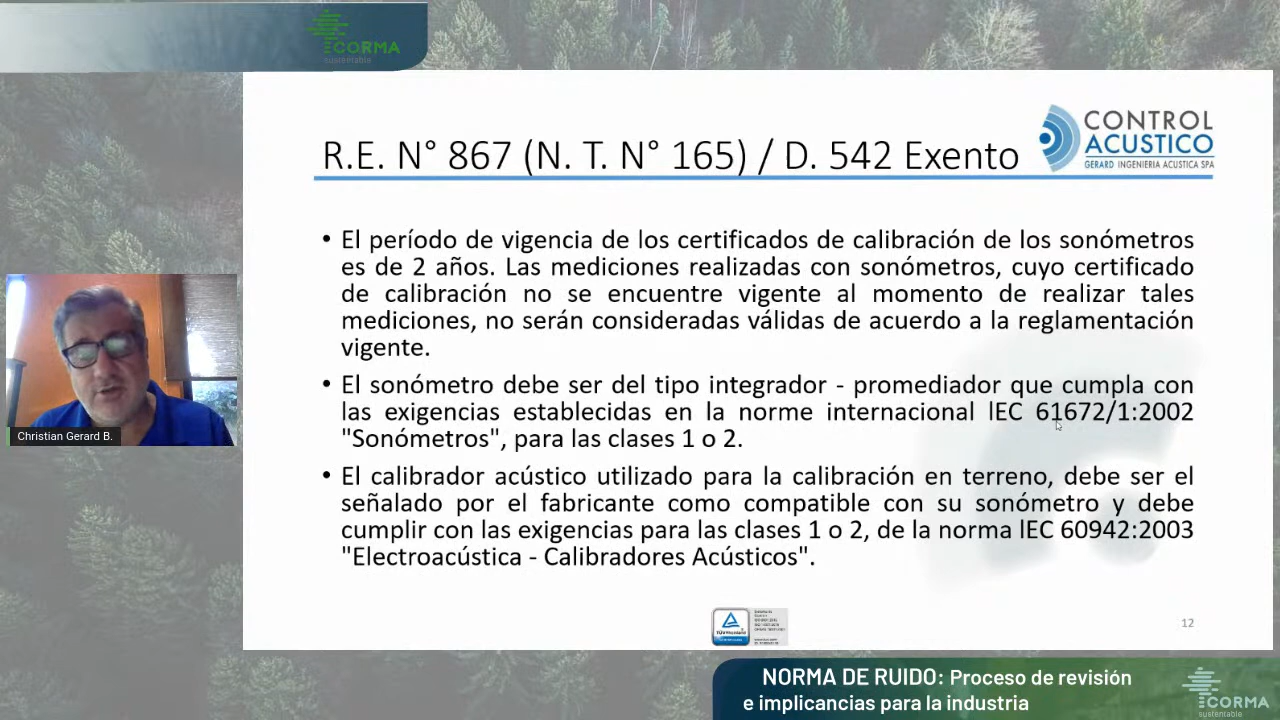 CORMA
sustentable
R.E. N° 867 (N. T. N° 165) / D. 542 Exento
CONTROL
ACUSTICO
GERARD INGENIERIA ACUSTICA SPA
• El período de vigencia de los certificados de calibración de los sonómetros
es de 2 años. Las mediciones realizadas con sonómetros, cuyo certificado
de calibración no se encuentre vigente al momento de realizar tales
mediciones, no serán consideradas válidas de acuerdo a la reglamentación
vigente.
• El sonómetro debe ser del tipo integrador - promediador que cumpla con
las exigencias establecidas en la norme internacional lEC 61672/1:2002
"Sonómetros", para las clases 1 o 2.
• El calibrador acústico utilizado para la calibración en terreno, debe ser el
señalado por el fabricante como compatible con su sonómetro y debe
cumplir con las exigencias para las clases 1 o 2, de la norma lEC 60942:2003
"Electroacústica - Calibradores Acústicos".
Christian Gerard B.
12
NORMA DE RUIDO: Proceso de revisión
e implicancias para la industria
CORMA
sustentable